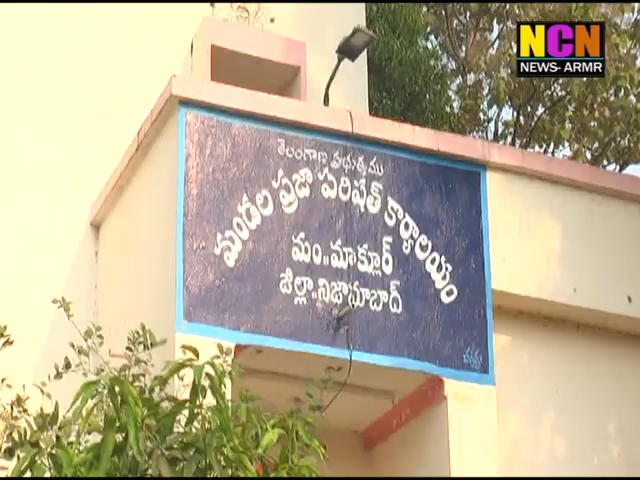 NCN
NEWS-ARMR
తెలంగాణ ప్రభుత్వము
మండల ప్రజా పరిషత్ కార్యాలయం
మం॥మాక్లూర్
జిల్లా.నిజామాబాద్